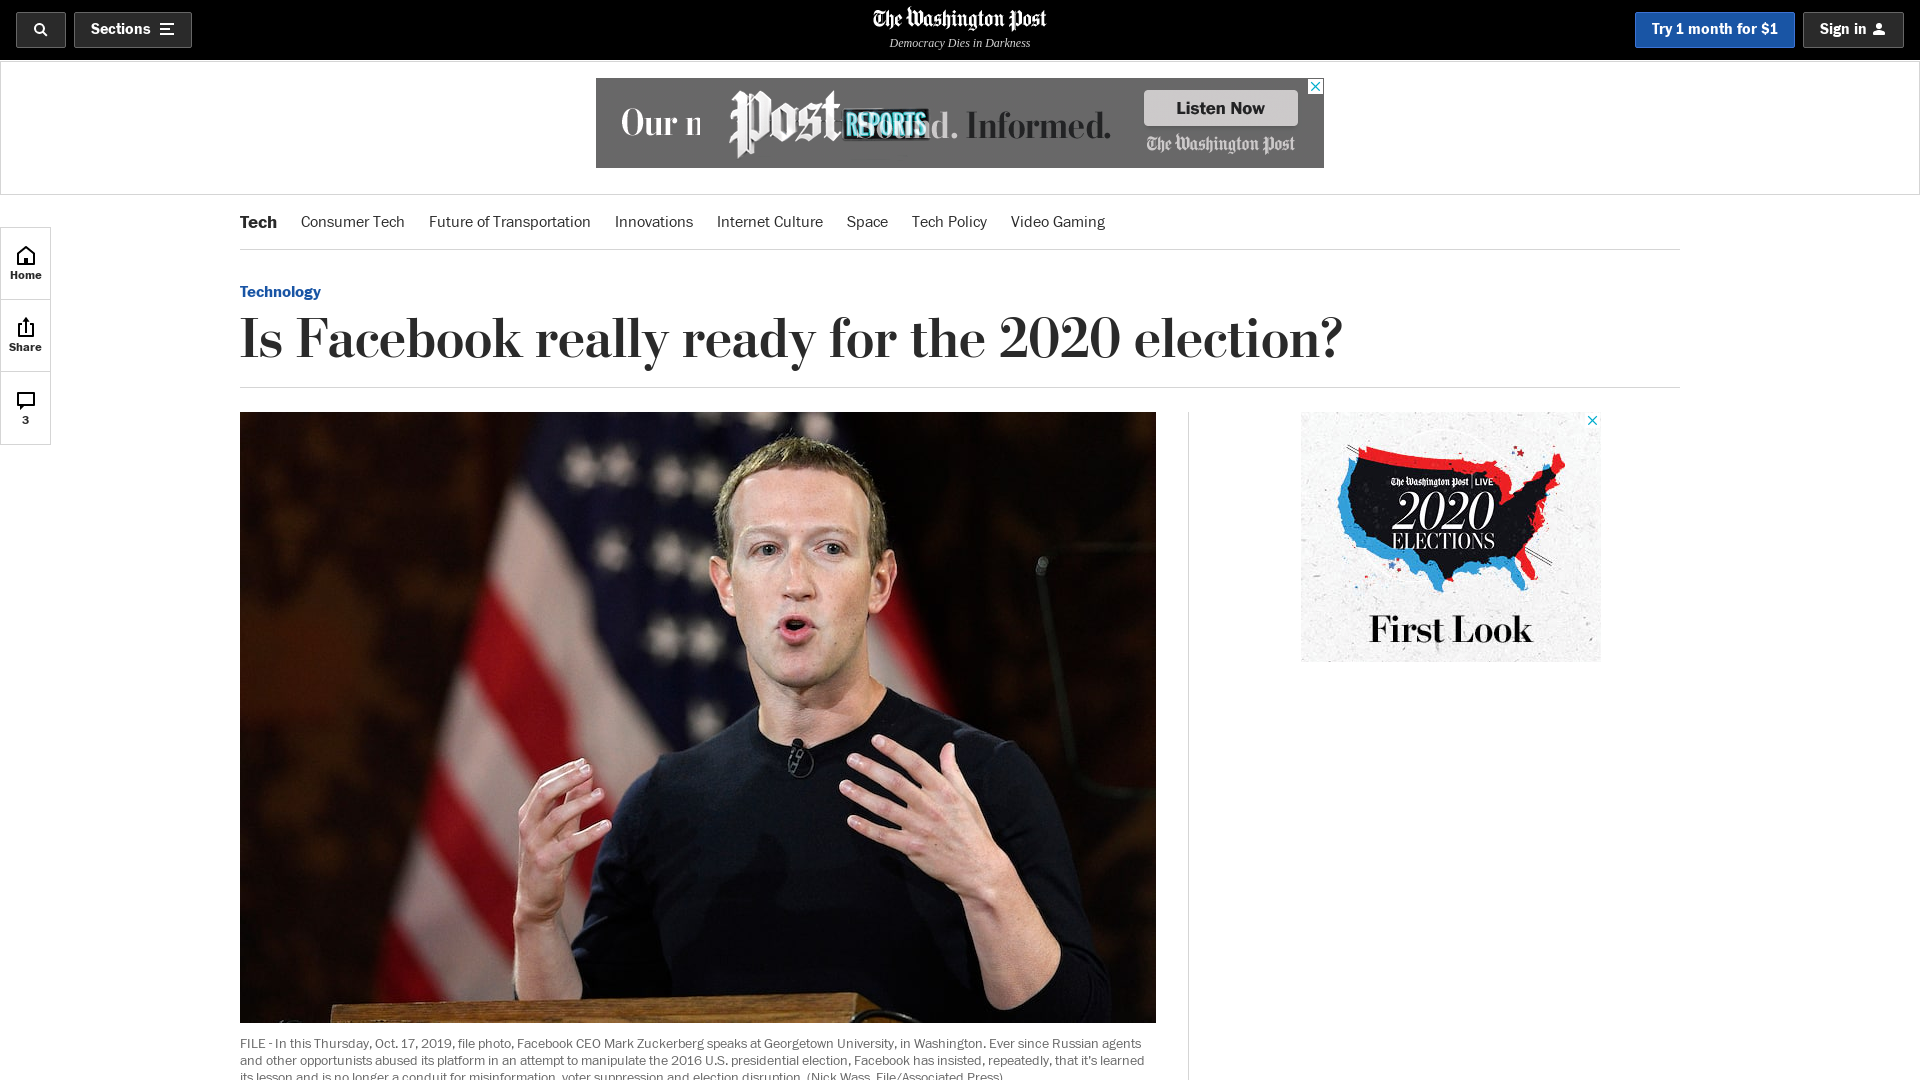 Sections
The Washington Post
Democracy Dies in Darkness
Try 1 month for $1
Sign in
Our
Post
REPORTS
Informed.
Listen Now
The Washington Post
Tech
Consumer Tech
Future of Transportation
Innovations
Internet Culture
Space
Tech Policy
Video Gaming
Home
Share
3
Technology
Is Facebook really ready for the 2020 election?
The Washington Post LIVE
2020
ELECTIONS
First Look
FILE - In this Thursday, Oct. 17, 2019, file photo, Facebook CEO Mark Zuckerberg speaks at Georgetown University, in Washington. Ever since Russian agents
and other opportunists abused its platform in an attempt to manipulate the 2016 U.S. presidential election, Facebook has insisted, repeatedly, that it's learned
its lesson and is no longer a conduit for misinformation, voter suppression and election disruption. (Nick Wass, File/Associated Press)